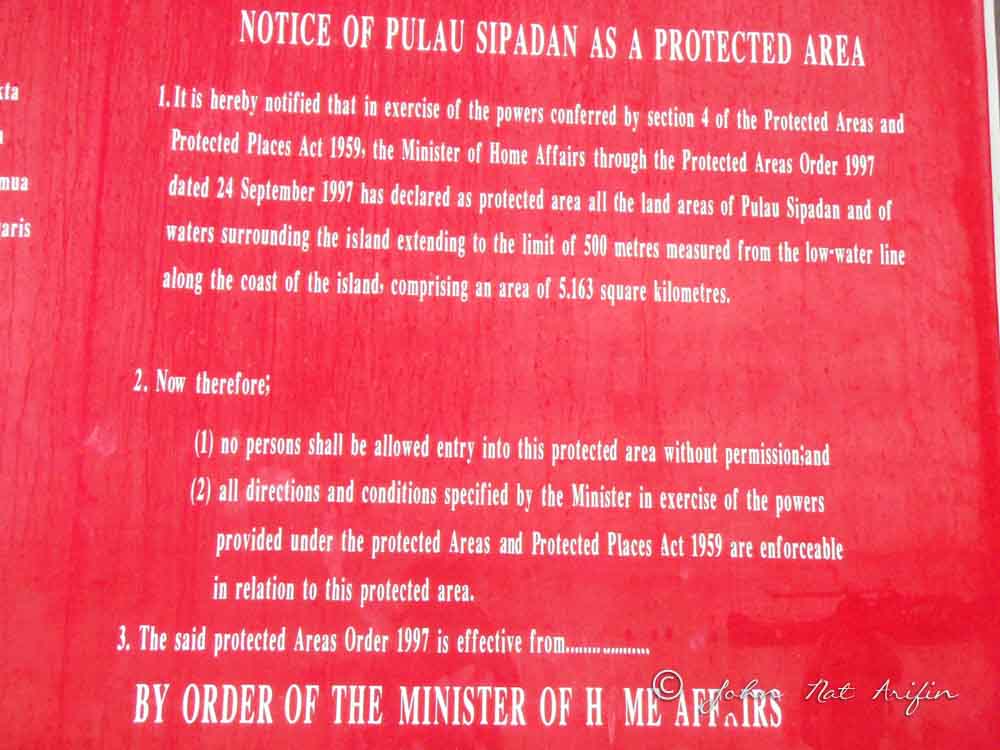 NOTICE OF PULAU SIPADAN AS A PROTECTED AREA
1. It is hereby notified that in exercise of the powers conferred by section 4 of the Protected Areas and
Protected Places Act 1959, the Minister of Home Affairs through the Protected Areas Order 1997
dated 24 September 1997 has declared as protected area all the land areas of Pulau Sipadan and of
waters surrounding the island extending to the limit of 500 metres measured from the low-water line
along the coast of the island, comprising an area of 5.163 square kilometres.
2. Now therefore;
(1) no persons shall be allowed entry into this protected area without permission;and
(2) all directions and conditions specified by the Minister in exercise of the powers
provided under the protected Areas and Protected Places Act 1959 are enforceable
in relation to this protected area.
3. The said protected Areas Order 1997 is effective from..................
BY ORDER OF THE MINISTER OF H ME AFFAIRS
© John Nat Arifin